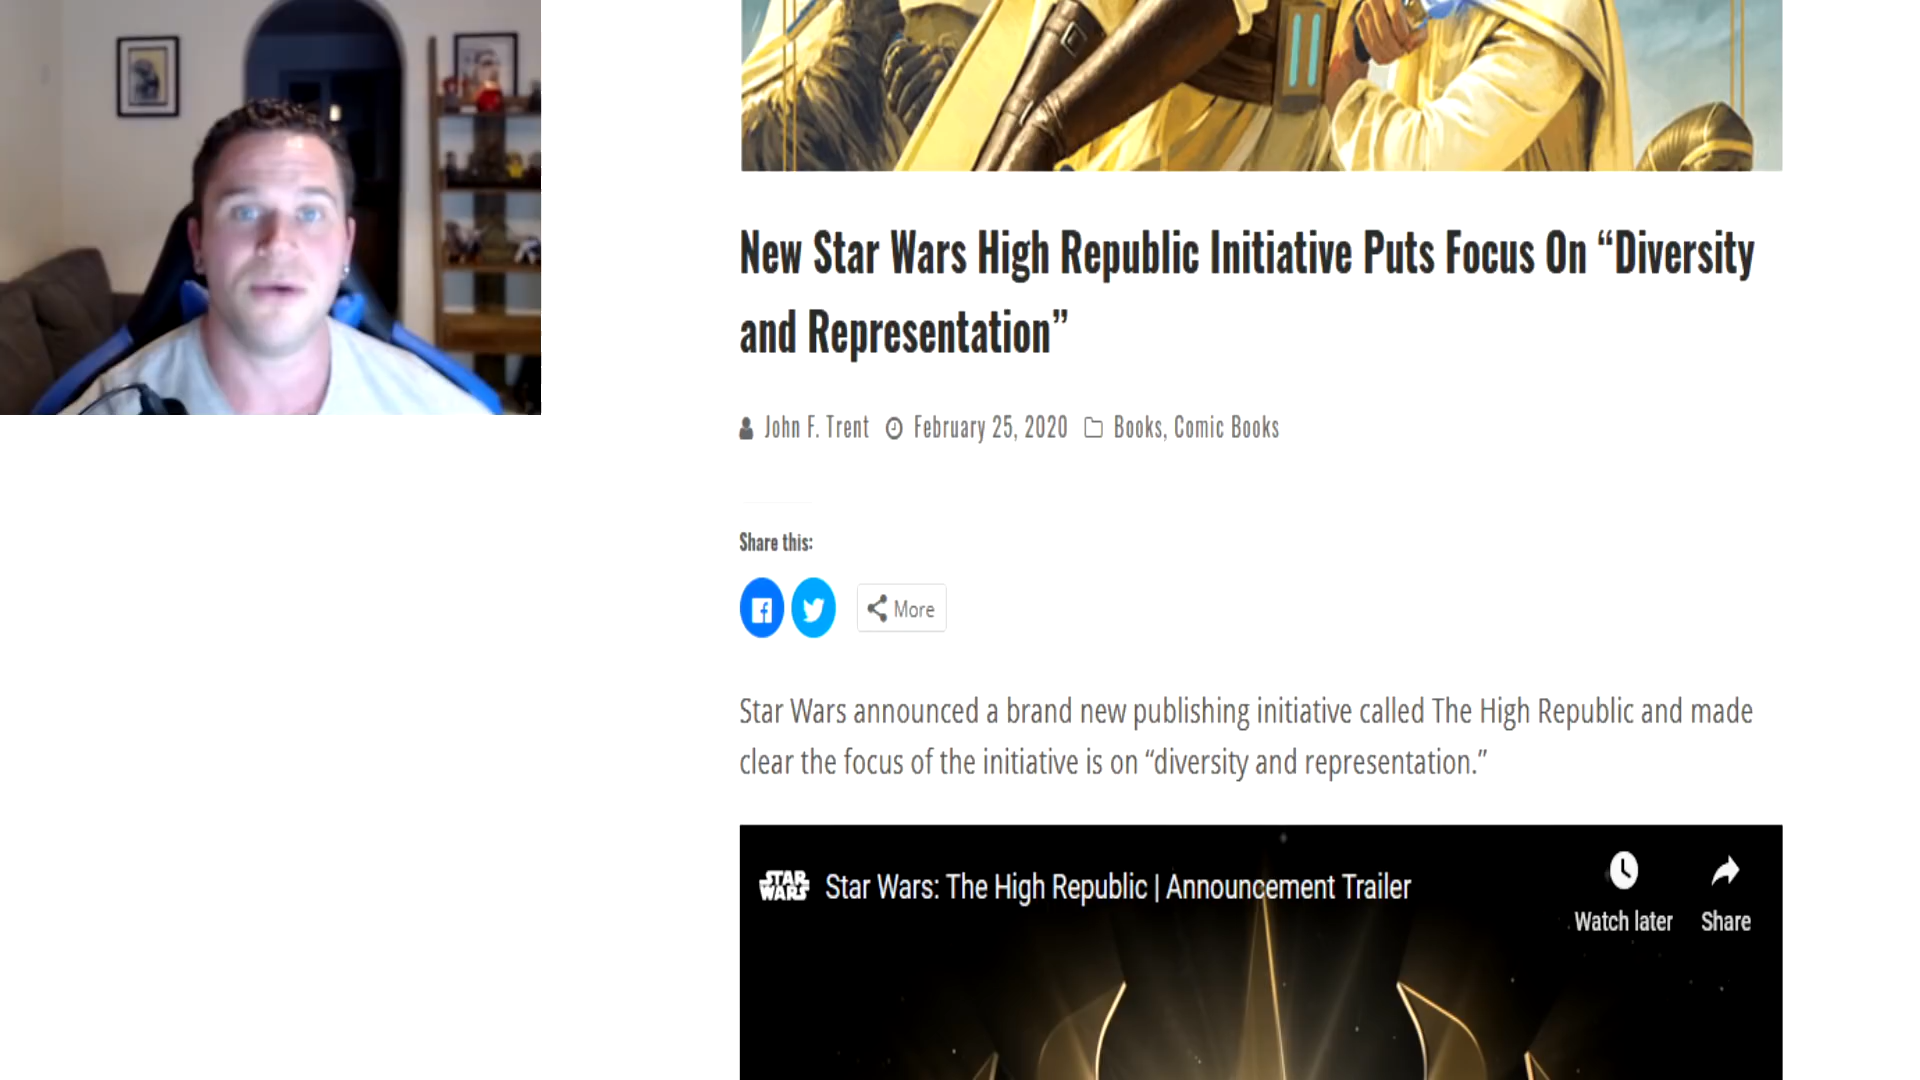 New Star Wars High Republic Initiative Puts Focus On “Diversity
and Representation”
John F. Trent February 25, 2020 Books, Comic Books
Share this:
More
Star Wars announced a brand new publishing initiative called The High Republic and made
clear the focus of the initiative is on “diversity and representation.”
STAR WARS Star Wars: The High Republic | Announcement Trailer
Watch later Share